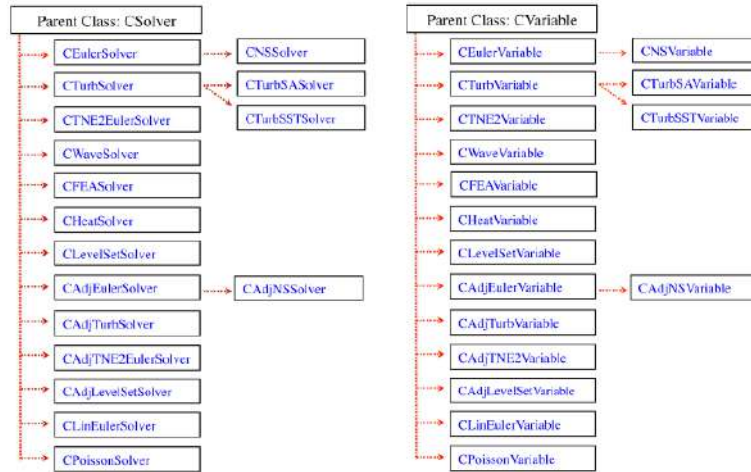 Parent Class: CSolver
CEulerSolver
CNSSolver
CTurbSolver
CTurbSASolver
CTurbSSTSolver
CTNE2EulerSolver
CWaveSolver
CFEASolver
CHeatSolver
CLevelSetSolver
CAdjEulerSolver
CAdjNSSolver
CAdjTurbSolver
CAdjTNE2EulerSolver
CAdjLevelSetSolver
CLinEulerSolver
CPoissonSolver
Parent Class: CVariable
CEulerVariable
CNSVariable
CTurbVariable
CTurbSAVariable
CTurbSSTVariable
CTNE2Variable
CWaveVariable
CFEAVariable
CHeatVariable
CLevelSetVariable
CAdjEulerVariable
CAdjNSVariable
CAdjTurbVariable
CAdjTNE2Variable
CAdjLevelSetVariable
CLinEulerVariable
CPoissonVariable